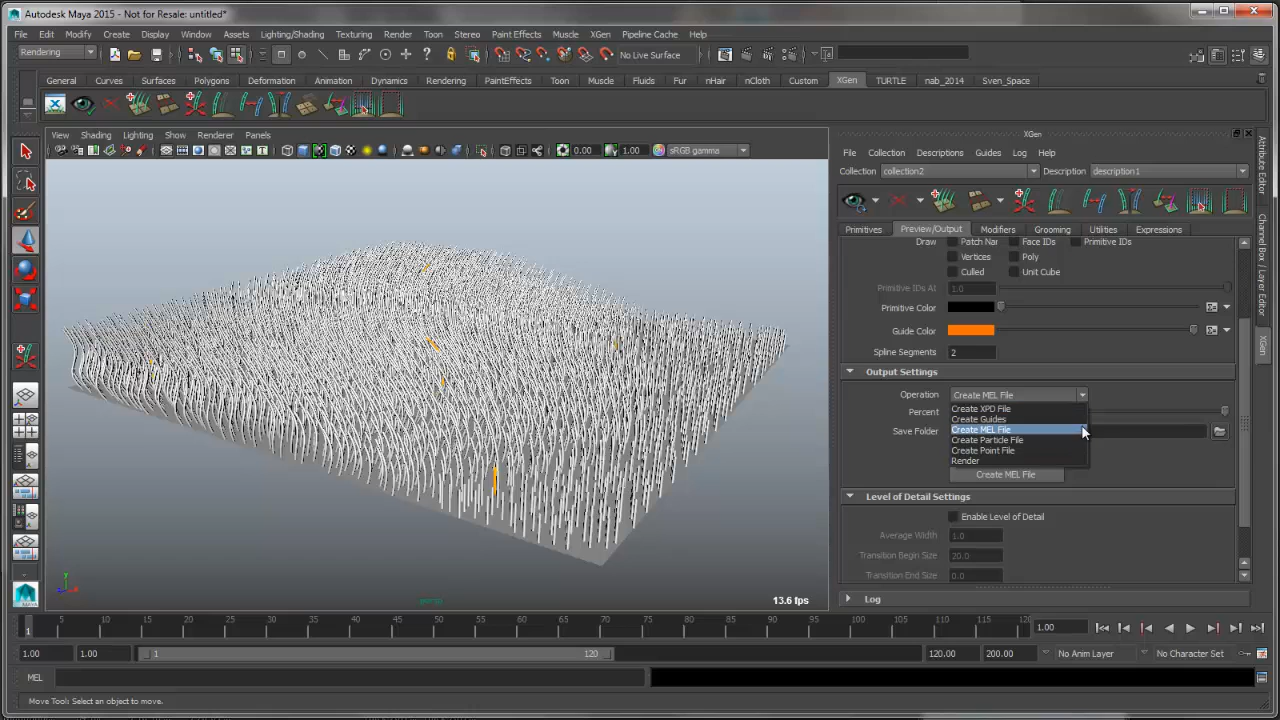 Autodesk Maya 2015 - Not for Resale: untitled*
File Edit Modify Create Display Window Assets Lighting/Shading Texturing Render Toon Stereo Paint Effects Muscle XGen Pipeline Cache Help
Rendering
No Live Surface
General Curves Surfaces Polygons Deformation Animation Dynamics Rendering PaintEffects Toon Muscle Fluids Fur nHair nCloth Custom XGen TURTLE nab_2014 Sven_Space
View Shading Lighting Show Renderer Panels
0.00 1.00 sRGB gamma
XGen
File Collection Descriptions Guides Log Help
Collection collection2 Description description1
Primitives Preview/Output Modifiers Grooming Utilities Expressions
Draw Patch Nar Face IDs Primitive IDs
Vertices Poly
Culled Unit Cube
Primitive IDs At 1.0
Primitive Color
Guide Color
Spline Segments 2
Output Settings
Operation Create MEL File
Percent
Save Folder
Create XPD File
Create Guides
Create MEL File
Create Particle File
Create Point File
Render
Create MEL File
Level of Detail Settings
Enable Level of Detail
Average Width 1.0
Transition Begin Size 20.0
Transition End Size 0.0
Log
Attribute Editor
Channel Box / Layer Editor
XGen
y
x
persp
13.6 fps
1 5 10 15 20 25 30 35 40 45 50 55 60 65 70 75 80 85 90 95 100 105 110 115 120
1.00
1.00 1.00 1 120 120.00 200.00 No Anim Layer No Character Set
MEL
Move Tool: Select an object to move.